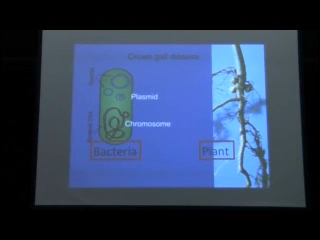 Crown gall disease
Plasmid
Chromosome
Bacteria
Plant